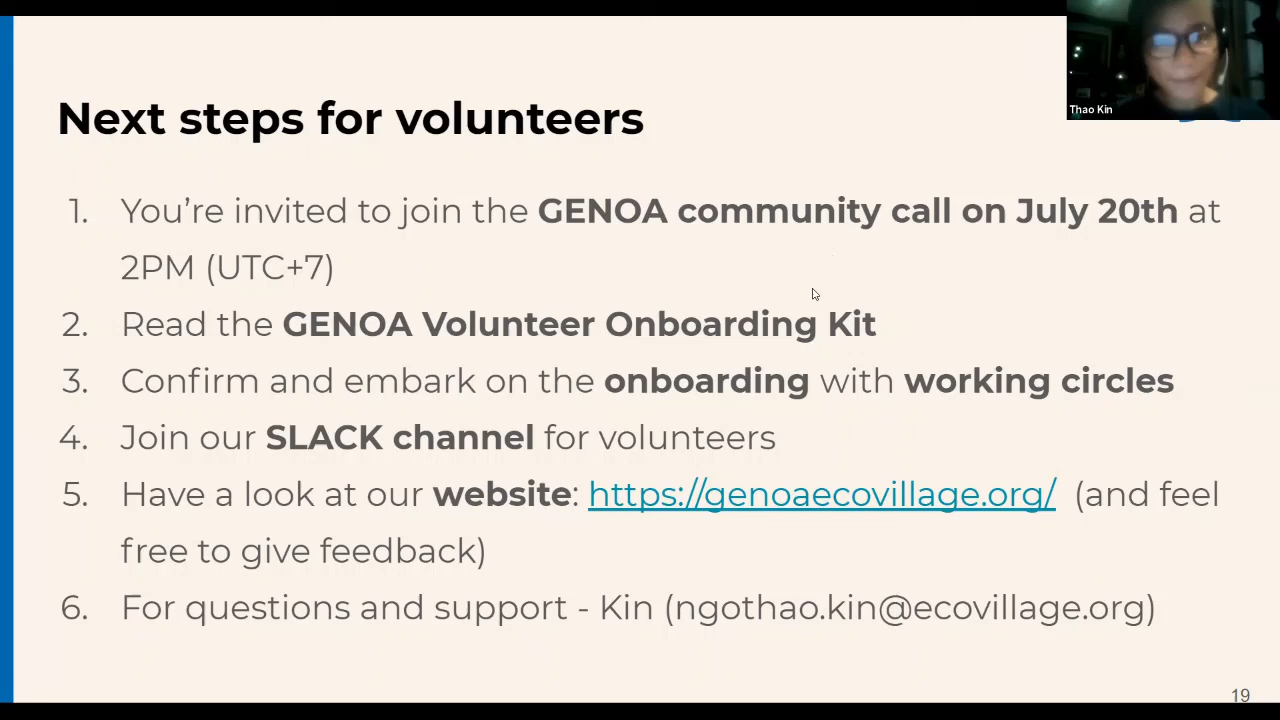 Thao Kin
Next steps for volunteers
1. You’re invited to join the GENOA community call on July 20th at
2PM (UTC+7)
2. Read the GENOA Volunteer Onboarding Kit
3. Confirm and embark on the onboarding with working circles
4. Join our SLACK channel for volunteers
5. Have a look at our website: https://genoaecovillage.org/ (and feel
free to give feedback)
6. For questions and support - Kin (ngothao.kin@ecovillage.org)
19